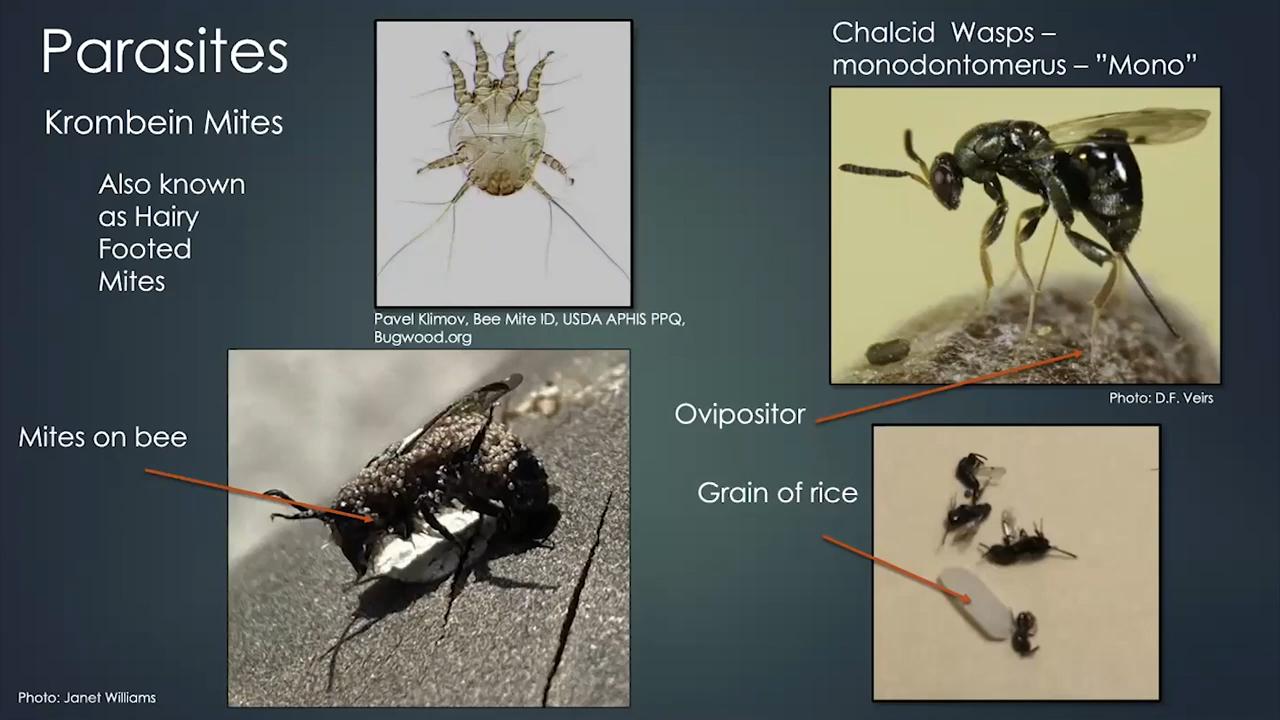 Parasites
Krombein Mites
Also known
as Hairy
Footed
Mites
Pavel Klimov, Bee Mite ID, USDA APHIS PPQ,
Bugwood.org
Mites on bee
Photo: Janet Williams
Chalcid Wasps –
monodontomerus – ”Mono”
Photo: D.F. Veirs
Ovipositor
Grain of rice